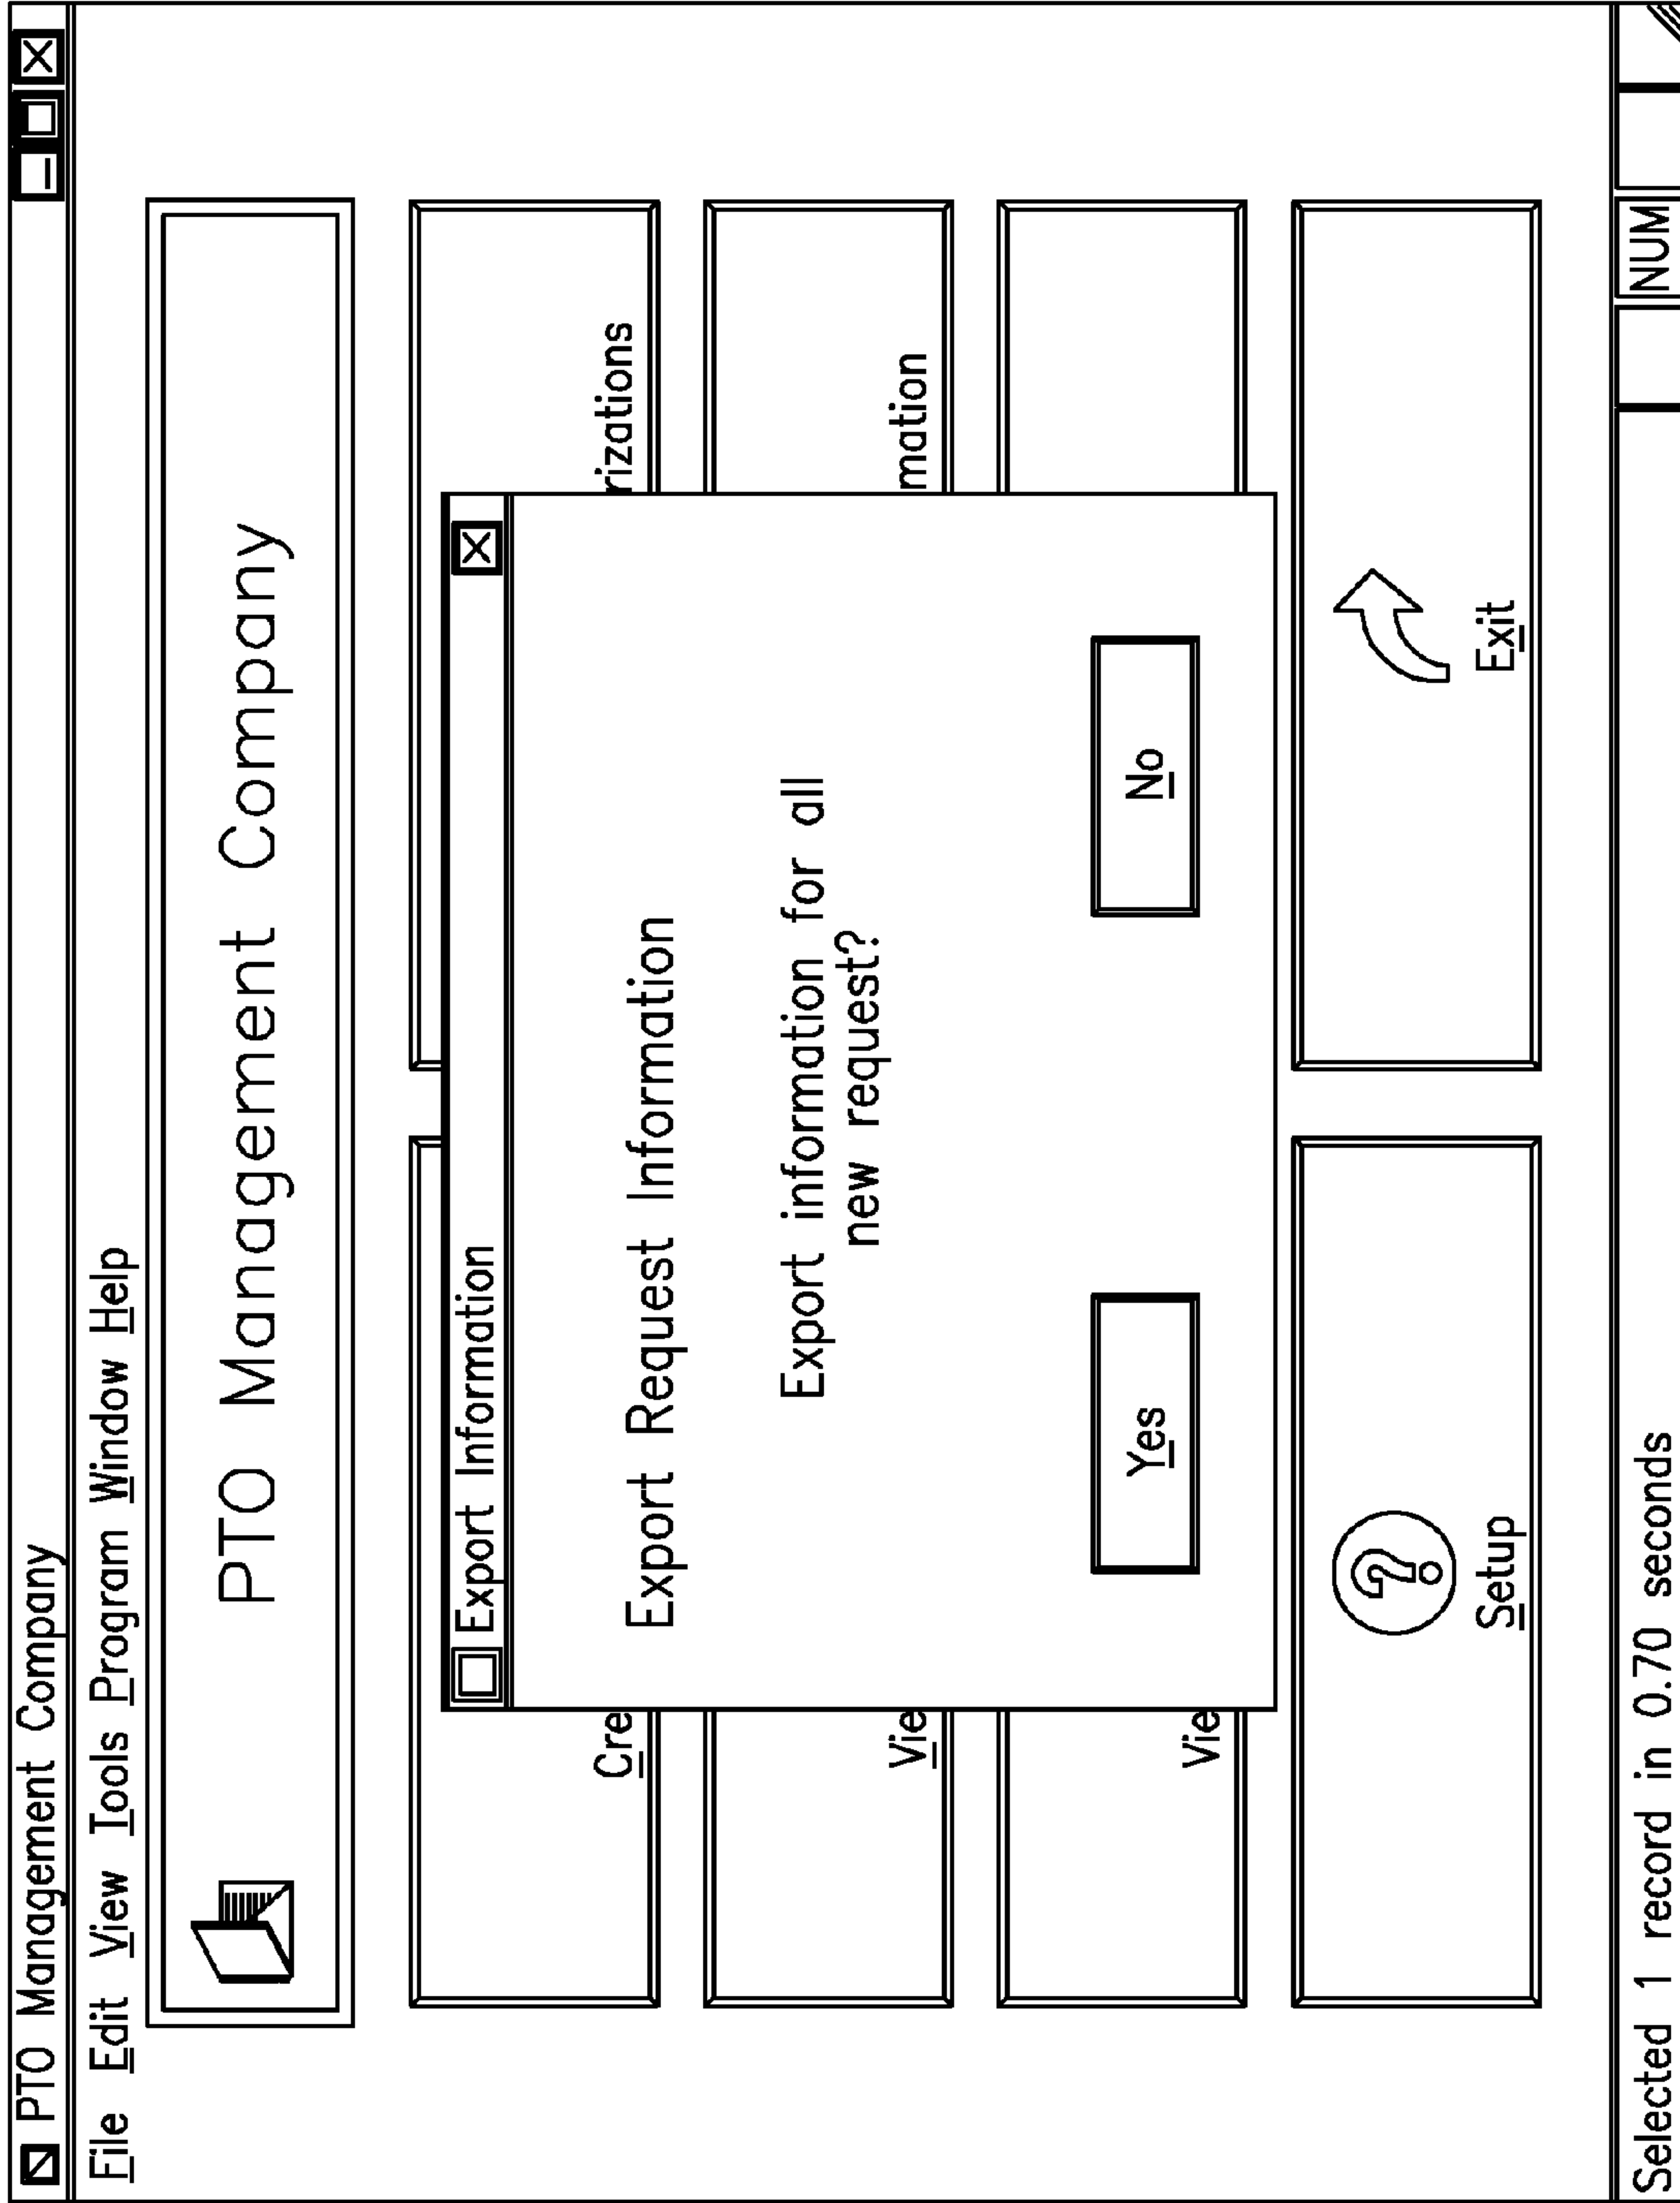 PTO Management Company
File Edit View Tools Program Window Help
PTO Management Company
Export Information
Export Request Information
Export information for all
new request?
Yes No
Cre rizations
Vie mation
Vie
Setup Exit
Selected 1 record in 0.70 seconds NUM